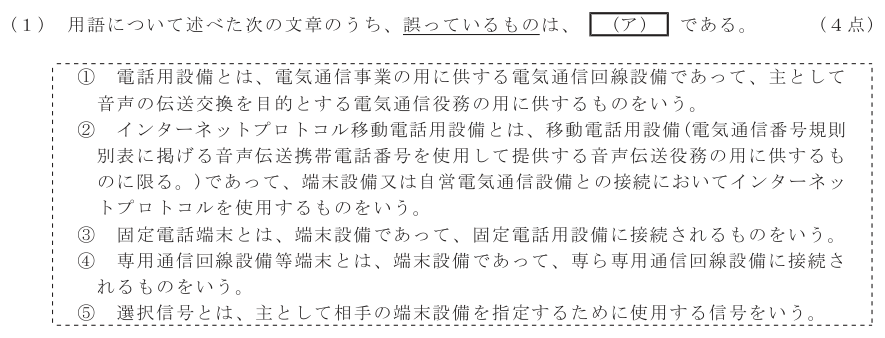 (1) 用語について述べた次の文章のうち、誤っているものは、 (ア) である。 (4点)
① 電話用設備とは、電気通信事業の用に供する電気通信回線設備であって、主として
音声の伝送交換を目的とする電気通信役務の用に供するものをいう。
② インターネットプロトコル移動電話用設備とは、移動電話用設備(電気通信番号規則
別表に掲げる音声伝送携帯電話番号を使用して提供する音声伝送役務の用に供するも
のに限る。)であって、端末設備又は自営電気通信設備との接続においてインターネッ
トプロトコルを使用するものをいう。
③ 固定電話端末とは、端末設備であって、固定電話用設備に接続されるものをいう。
④ 専用通信回線設備等端末とは、端末設備であって、専ら専用通信回線設備に接続さ
れるものをいう。
⑤ 選択信号とは、主として相手の端末設備を指定するために使用する信号をいう。